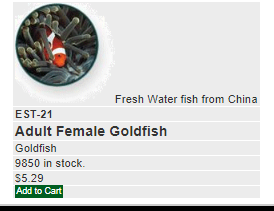 Fresh Water fish from China
EST-21
Adult Female Goldfish
Goldfish
9850 in stock.
$5.29
Add to Cart